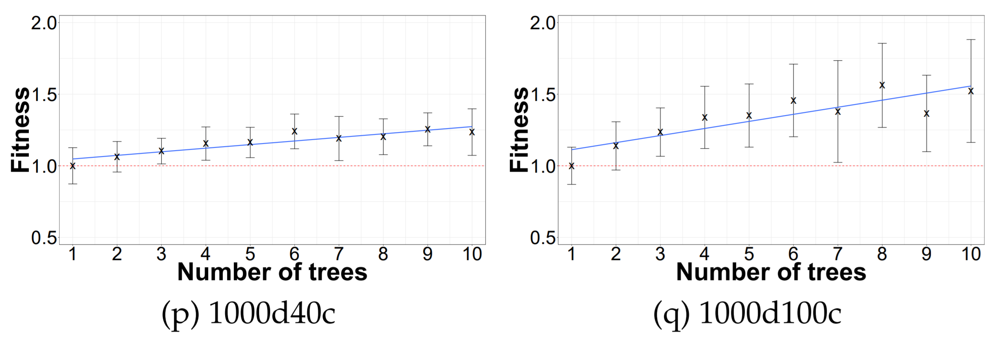 Fitness
2.0
1.5
1.0
0.5
1 2 3 4 5 6 7 8 9 10
Number of trees
(p) 1000d40c
Fitness
2.0
1.5
1.0
0.5
1 2 3 4 5 6 7 8 9 10
Number of trees
(q) 1000d100c